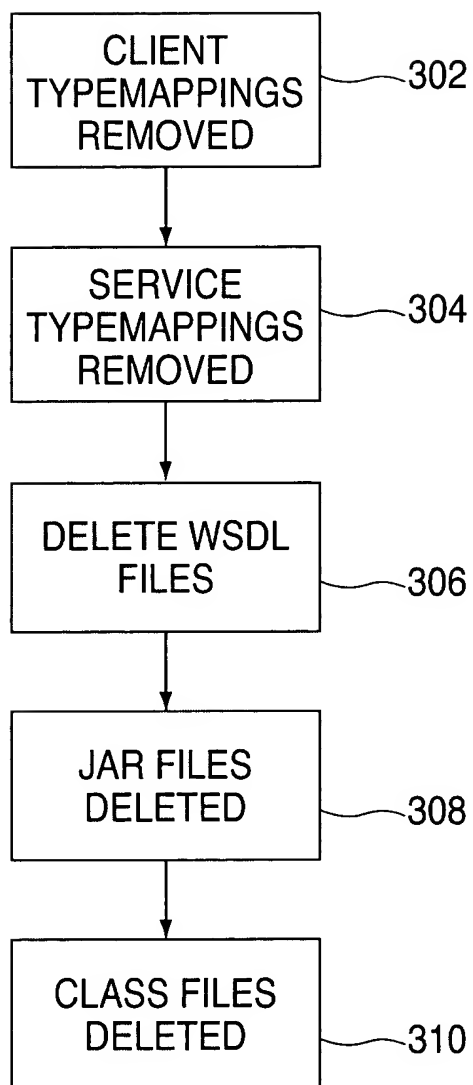 CLIENT
TYPEMAPPINGS
REMOVED
302
SERVICE
TYPEMAPPINGS
REMOVED
304
DELETE WSDL
FILES
306
JAR FILES
DELETED
308
CLASS FILES
DELETED
310